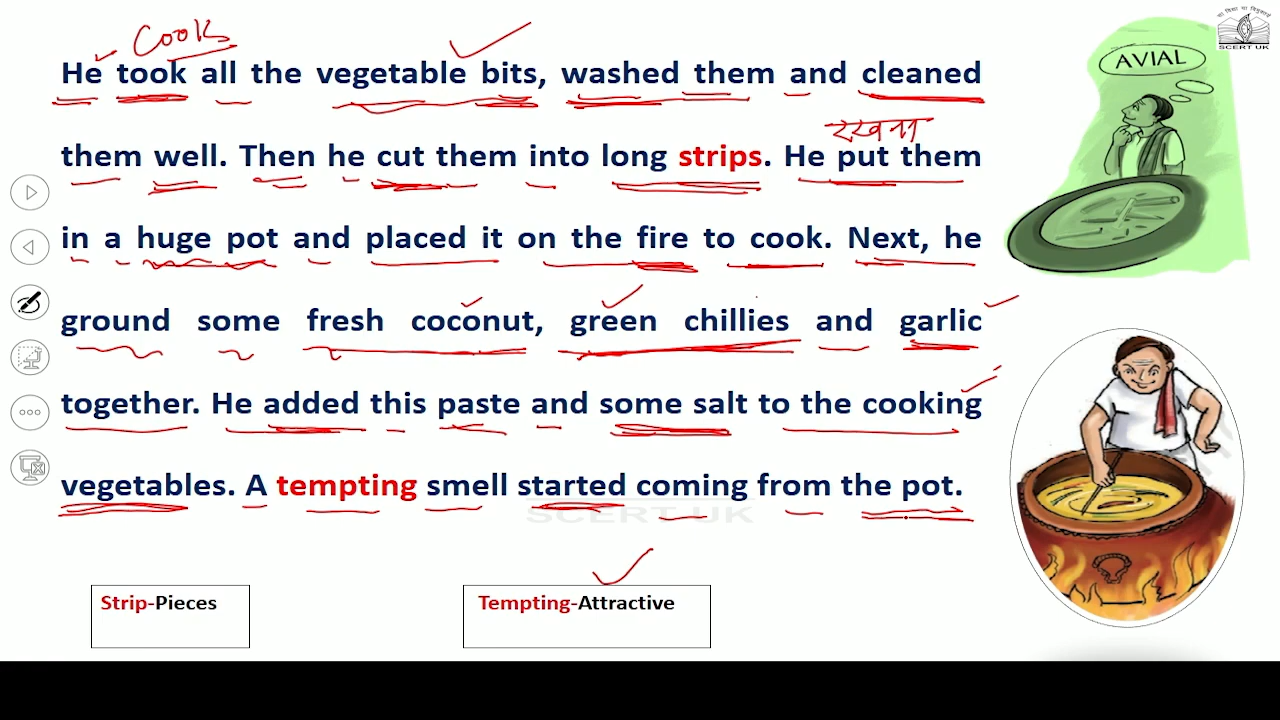 Cook
He took all the vegetable bits, washed them and cleaned
रखना
them well. Then he cut them into long strips. He put them
in a huge pot and placed it on the fire to cook. Next, he
ground some fresh coconut, green chillies and garlic
together. He added this paste and some salt to the cooking
vegetables. A tempting smell started coming from the pot.
SCERT UK
Strip-Pieces
Tempting-Attractive
AVIAL
SCERT UK